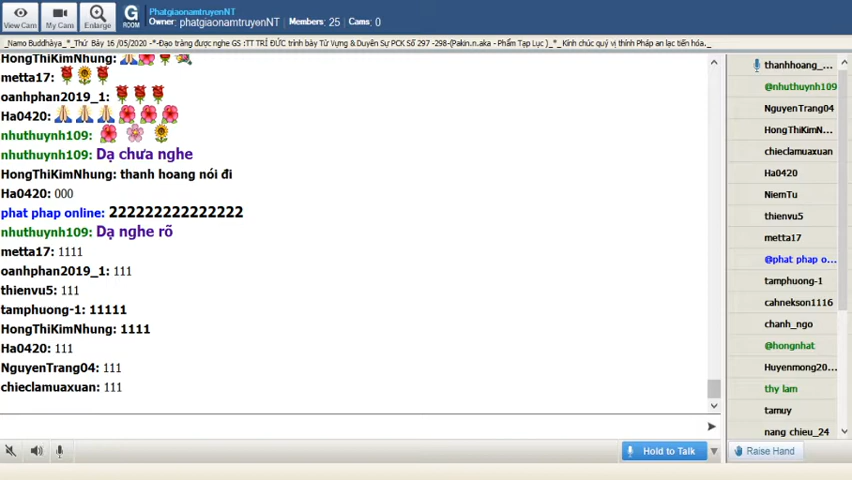 View Cam
My Cam
Enlarge
G
ROOM
PhatgiaonamtruyenNT
Owner: phatgiaonamtruyenNT Members: 25 Cams: 0
_Namo Buddhàya_*_Thứ Bảy 16 /05/2020 -*-Đạo tràng được nghe GS :TT TRÍ ĐỨC trình bày Từ Vựng & Duyên Sự PCK Số 297 -298-(Pakin.n.aka - Phẩm Tạp Lục )_*_Kính chúc quý vị thính Pháp an lạc tiến hóa._
HongThiKimNhung:
metta17:
oanhphan2019_1:
Ha0420:
nhuthuynh109:
nhuthuynh109: Dạ chưa nghe
HongThiKimNhung: thanh hoang nói đi
Ha0420: 000
phat phap online: 222222222222222
nhuthuynh109: Dạ nghe rõ
metta17: 1111
oanhphan2019_1: 111
thienvu5: 111
tamphuong-1: 11111
HongThiKimNhung: 1111
Ha0420: 111
NguyenTrang04: 111
chieclamuaxuan: 111
thanhhoang_...
@nhuthuynh109
NguyenTrang04
HongThiKimN...
chieclamuaxuan
Ha0420
NiemTu
thienvu5
metta17
@phat phap o...
tamphuong-1
cahnekson1116
chanh_ngo
@hongnhat
Huyenmong20...
thy lam
tamuy
nang chieu_24
Hold to Talk
Raise Hand